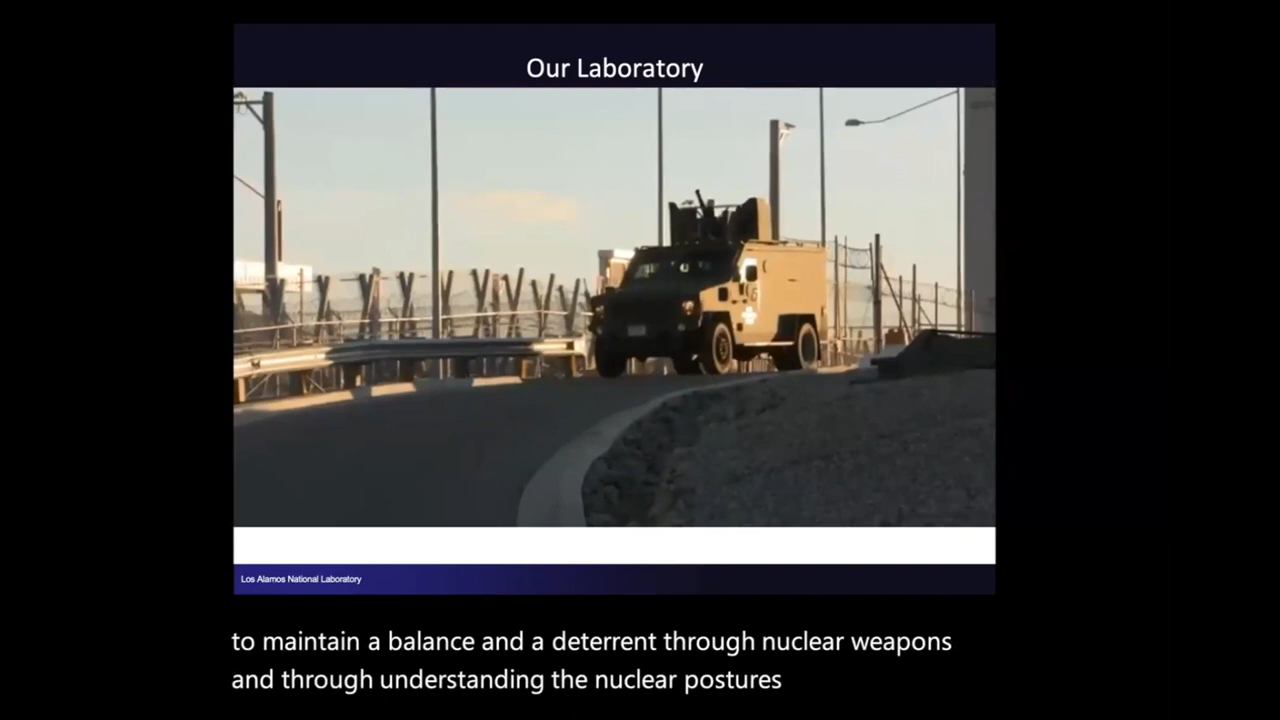 Our Laboratory
Los Alamos National Laboratory
to maintain a balance and a deterrent through nuclear weapons
and through understanding the nuclear postures